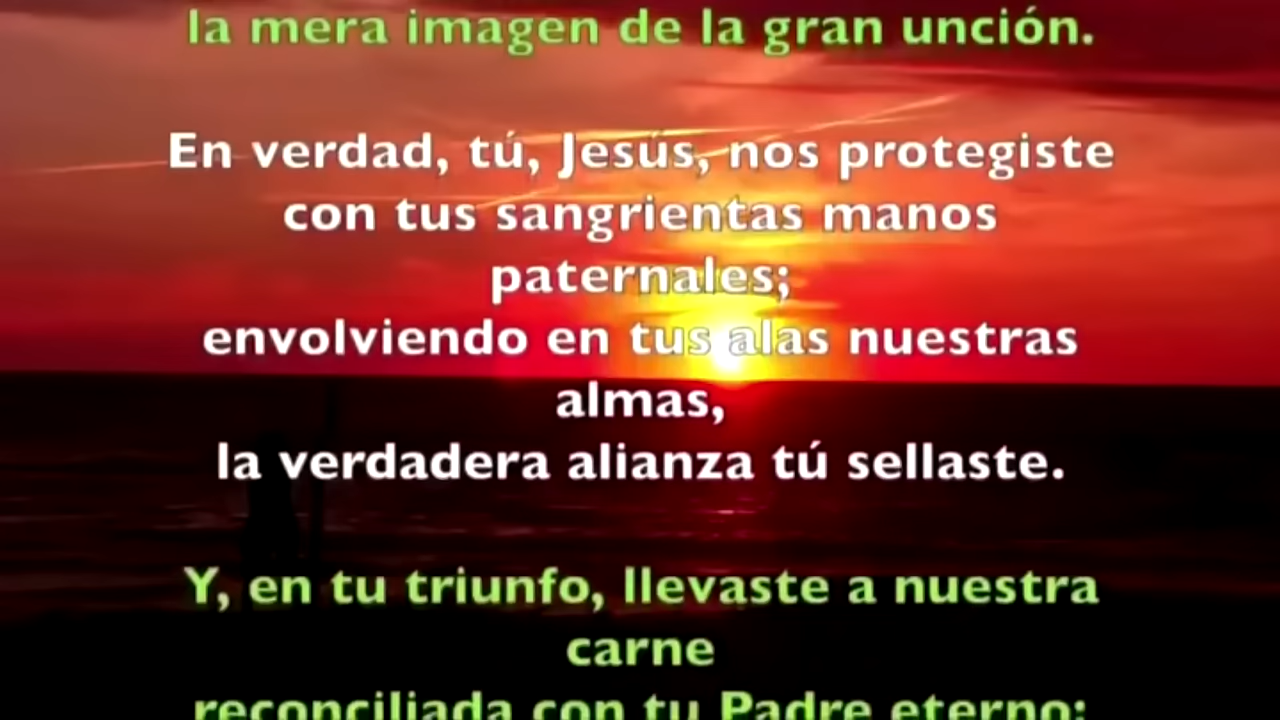 la mera imagen de la gran unción.
En verdad, tú, Jesús, nos protegiste
con tus sangrientas manos
paternales;
envolviendo en tus alas nuestras
almas,
la verdadera alianza tú sellaste.
Y, en tu triunfo, llevaste a nuestra
carne
reconciliada con tu Padre eterno;